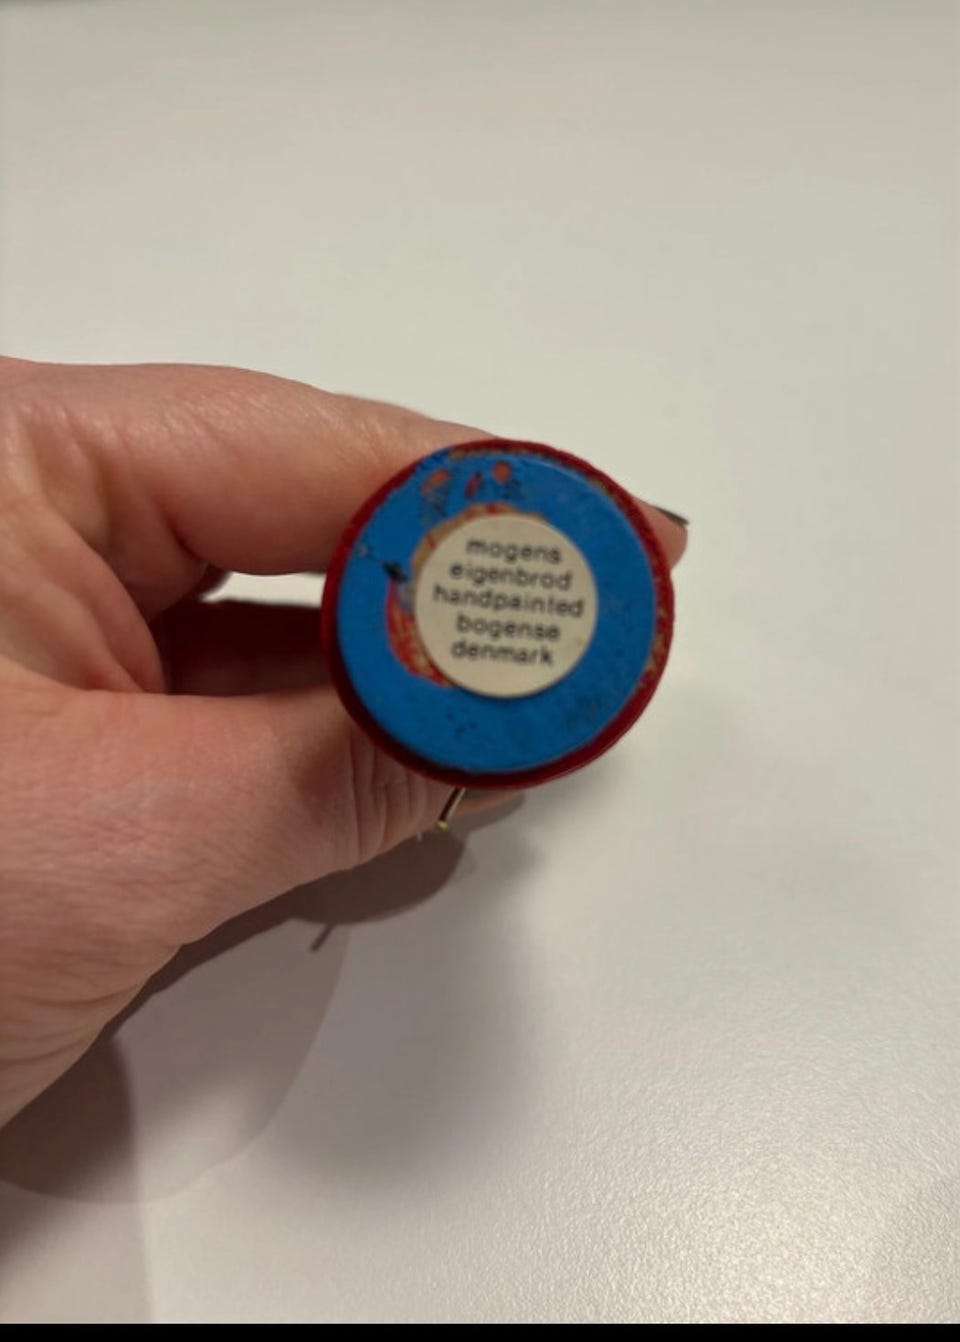 mogens
eigenbrod
handpainted
bogense
denmark